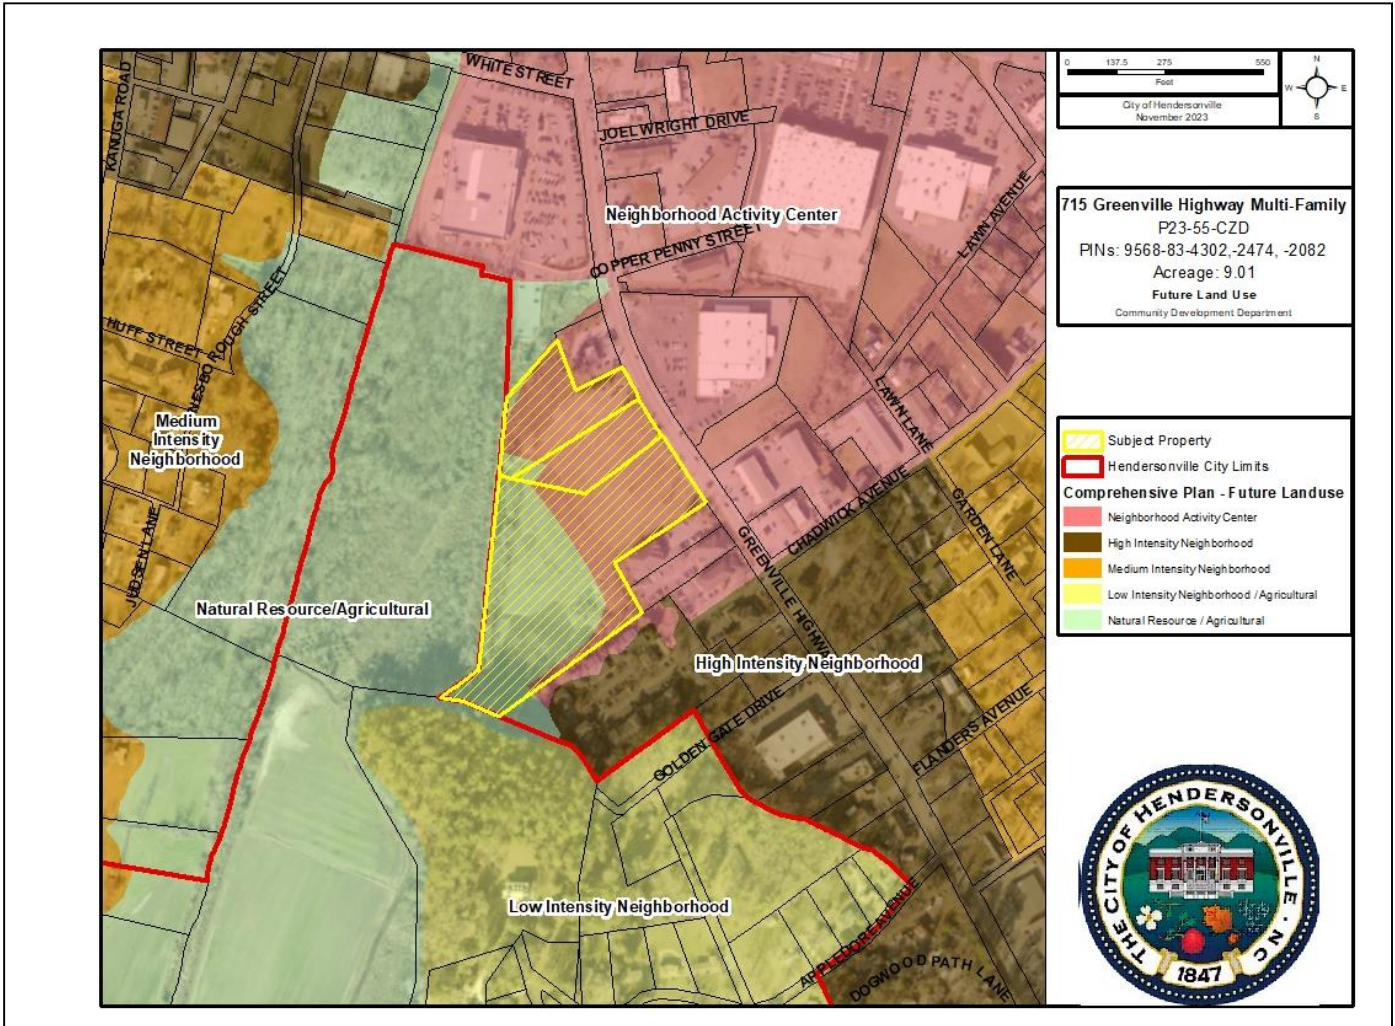 WHITE STREET
KANUGA ROAD
JOEL WRIGHT DRIVE
Neighborhood Activity Center
COPPER PENNY STREET
LAWN AVENUE
HUFF STREET
Medium
Intensity
Neighborhood
LAWN LANE
CHADWICK AVENUE
GARDEN LANE
JUDSEN LANE
GREENVILLE HIGHWAY
Natural Resource/Agricultural
High Intensity Neighborhood
GOLDEN GALE DRIVE
FLANDERS AVENUE
Low Intensity Neighborhood
APPLEDORE AVENUE
DOGWOOD PATH LANE
0 137.5 275 550
Feet
N
W E
S
City of Hendersonville
November 2023
715 Greenville Highway Multi-Family
P23-55-CZD
PINs: 9568-83-4302,-2474, -2082
Acreage: 9.01
Future Land Use
Community Development Department
Subject Property
Hendersonville City Limits
Comprehensive Plan - Future Landuse
Neighborhood Activity Center
High Intensity Neighborhood
Medium Intensity Neighborhood
Low Intensity Neighborhood / Agricultural
Natural Resource / Agricultural
THE CITY OF HENDERSONVILLE · NC
1847